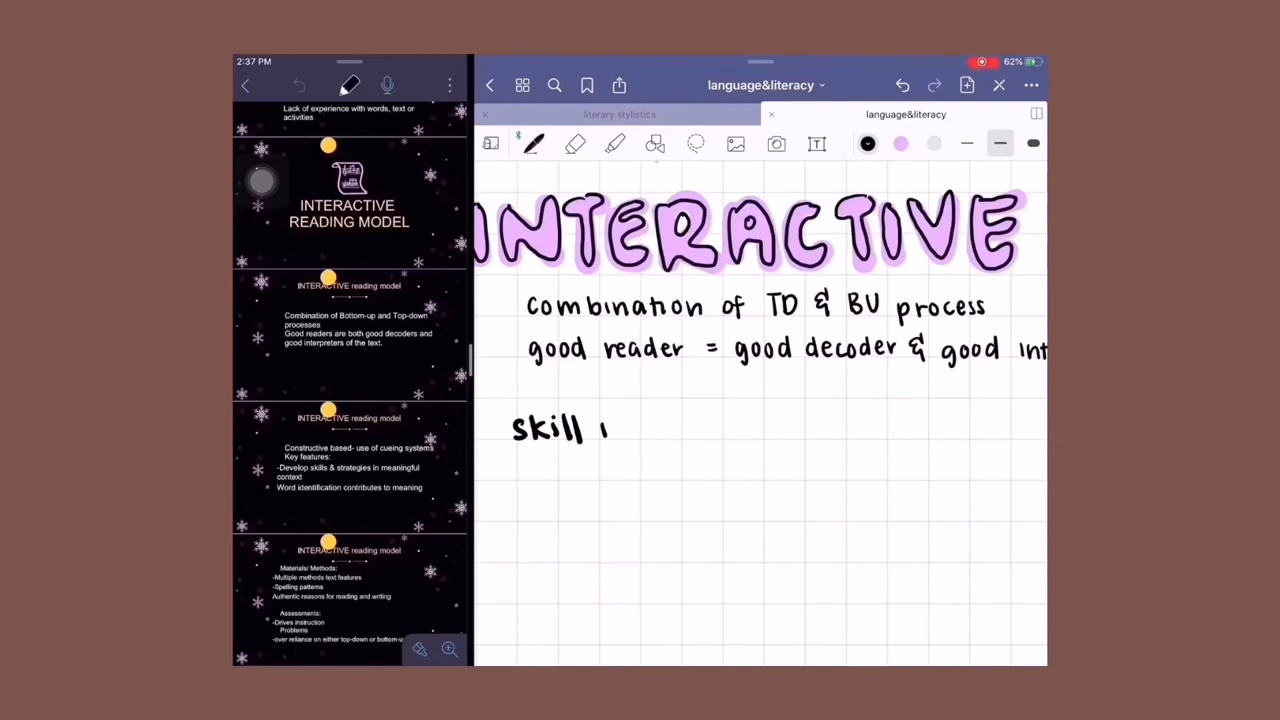 2:37 PM
62%
language&literacy
literary stylistics
language&literacy
Lack of experience with words, text or
activities
INTERACTIVE
READING MODEL
INTERACTIVE reading model
Combination of Bottom-up and Top-down
processes
Good readers are both good decoders and
good interpreters of the text.
INTERACTIVE reading model
Constructive based- use of cueing systems
Key features:
-Develop skills & strategies in meaningful
context
Word identification contributes to meaning
INTERACTIVE reading model
Materials/ Methods:
-Multiple methods text features
-Spelling patterns
Authentic reasons for reading and writing
Assessments:
-Drives instruction
Problems
-over reliance on either top-down or bottom-u
INTERACTIVE
combination of TD & BU process
good reader = good decoder & good int
skill